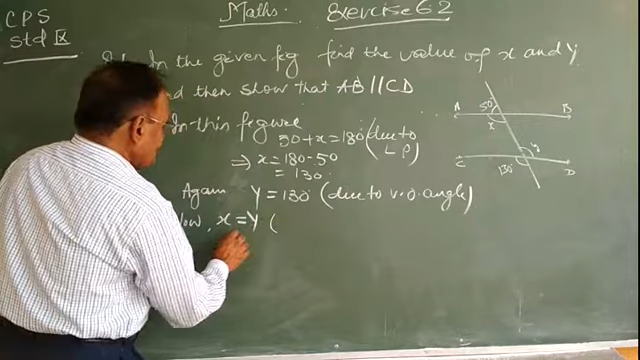 CPS
Std IX
Maths. Exercise 6.2
In the given fig find the value of x and y
and then show that AB || CD
In this figure
50 + x = 180 (due to LP)
⇒ x = 180 - 50
= 130
Again y = 130 (due to v.o. angle)
Now, x = y (
A 50 B
x
y
C 130 D